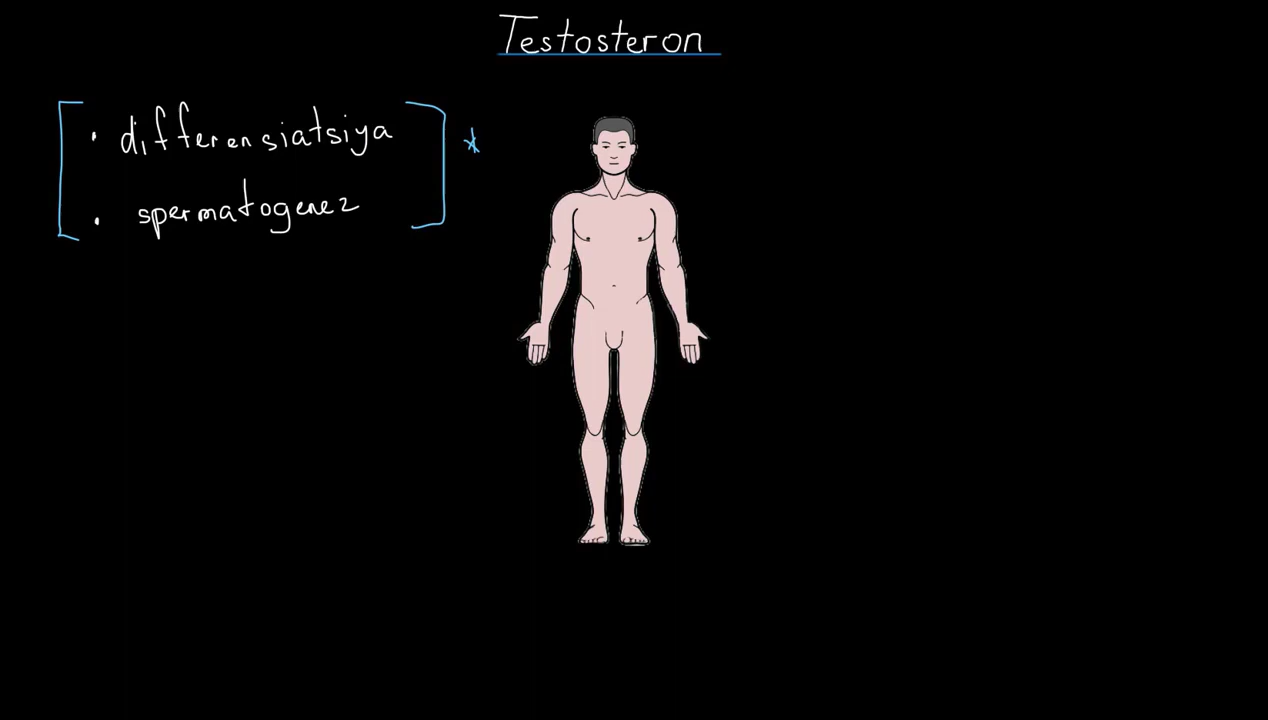 Testosteron
• differensiatsiya
• spermatogenez